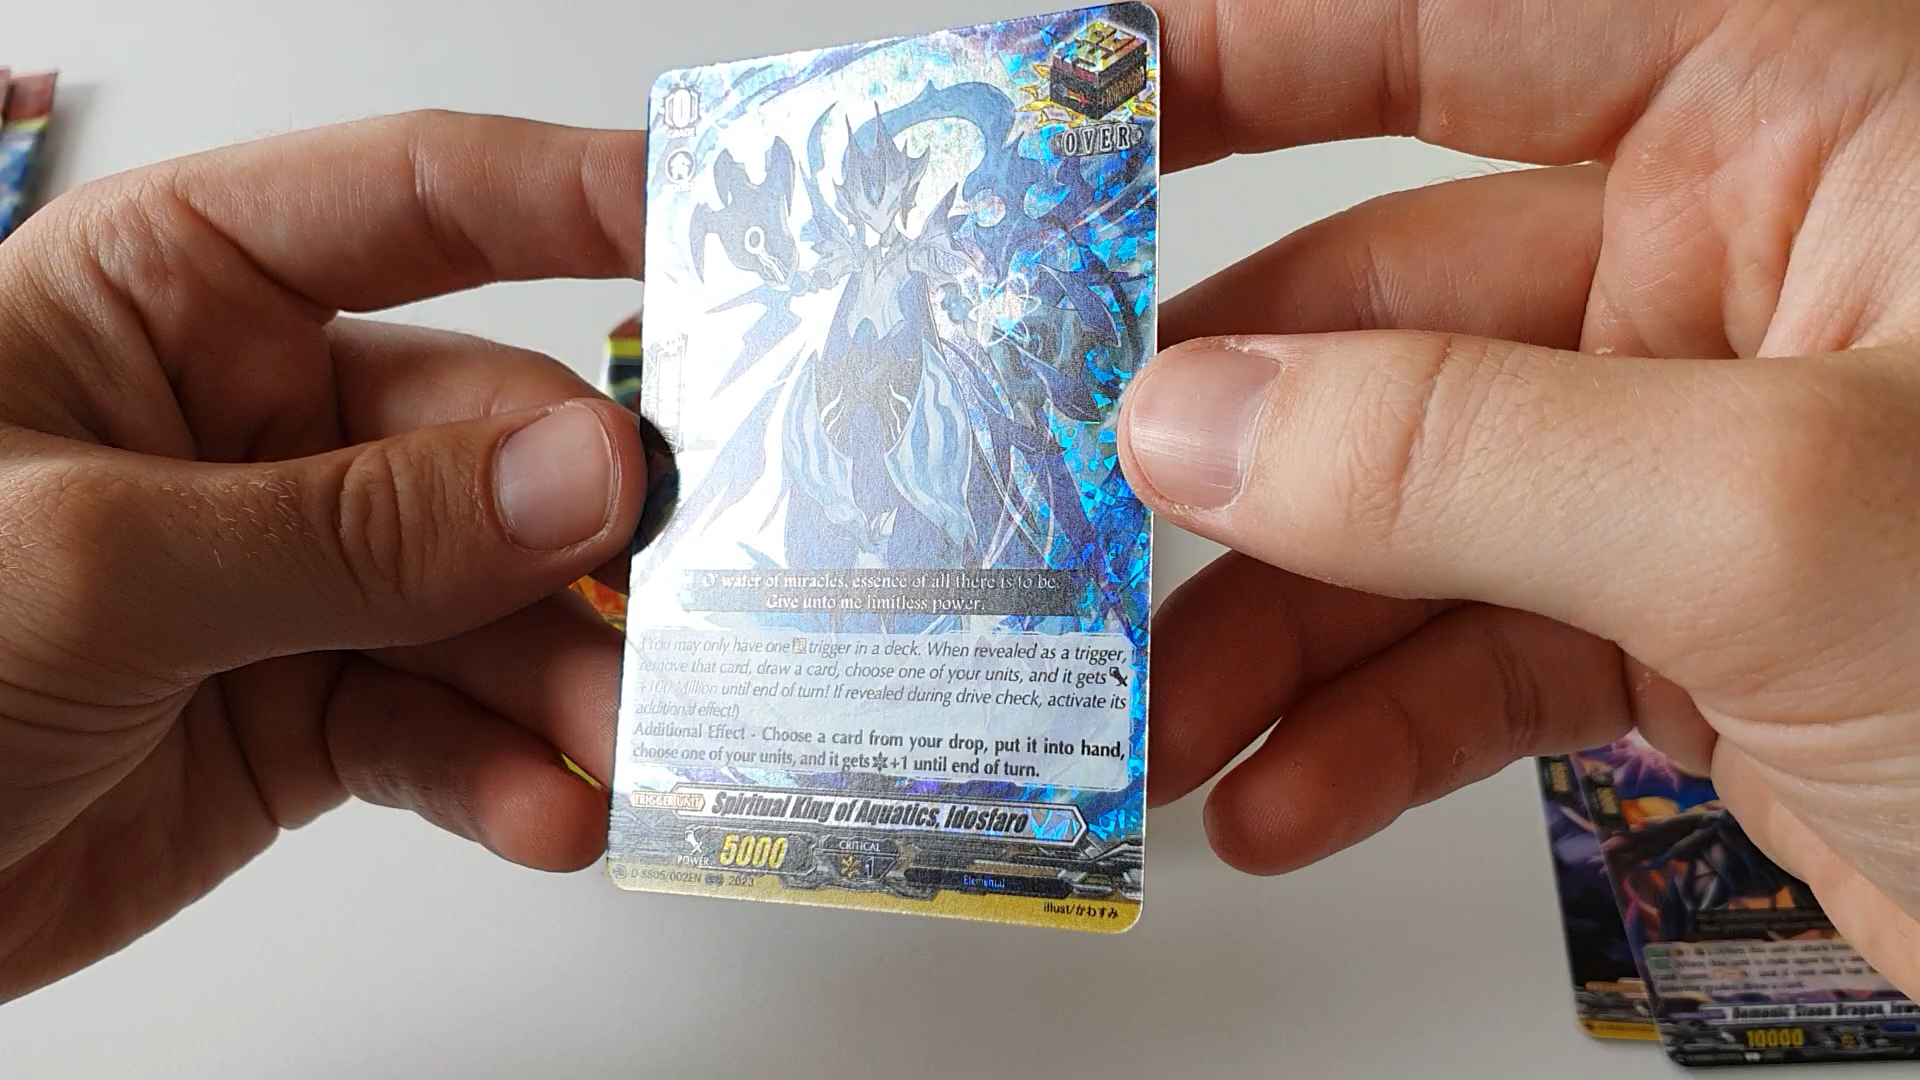 0
OVER
O' water of miracles, essence of all there is to be.
Give unto me limitless power.
(You may only have one trigger in a deck. When revealed as a trigger,
remove that card, draw a card, choose one of your units, and it gets
+100 Million until end of turn! If revealed during drive check, activate its
additional effect!)
Additional Effect - Choose a card from your drop, put it into hand,
choose one of your units, and it gets +1 until end of turn.
TRIGGER UNIT
Spiritual King of Aquatics, Idosfaro
POWER 5000
CRITICAL
1
Elemental
D-SS05/002EN 2023
illust/かわすみ
Demonic Stone Dragon,
10000